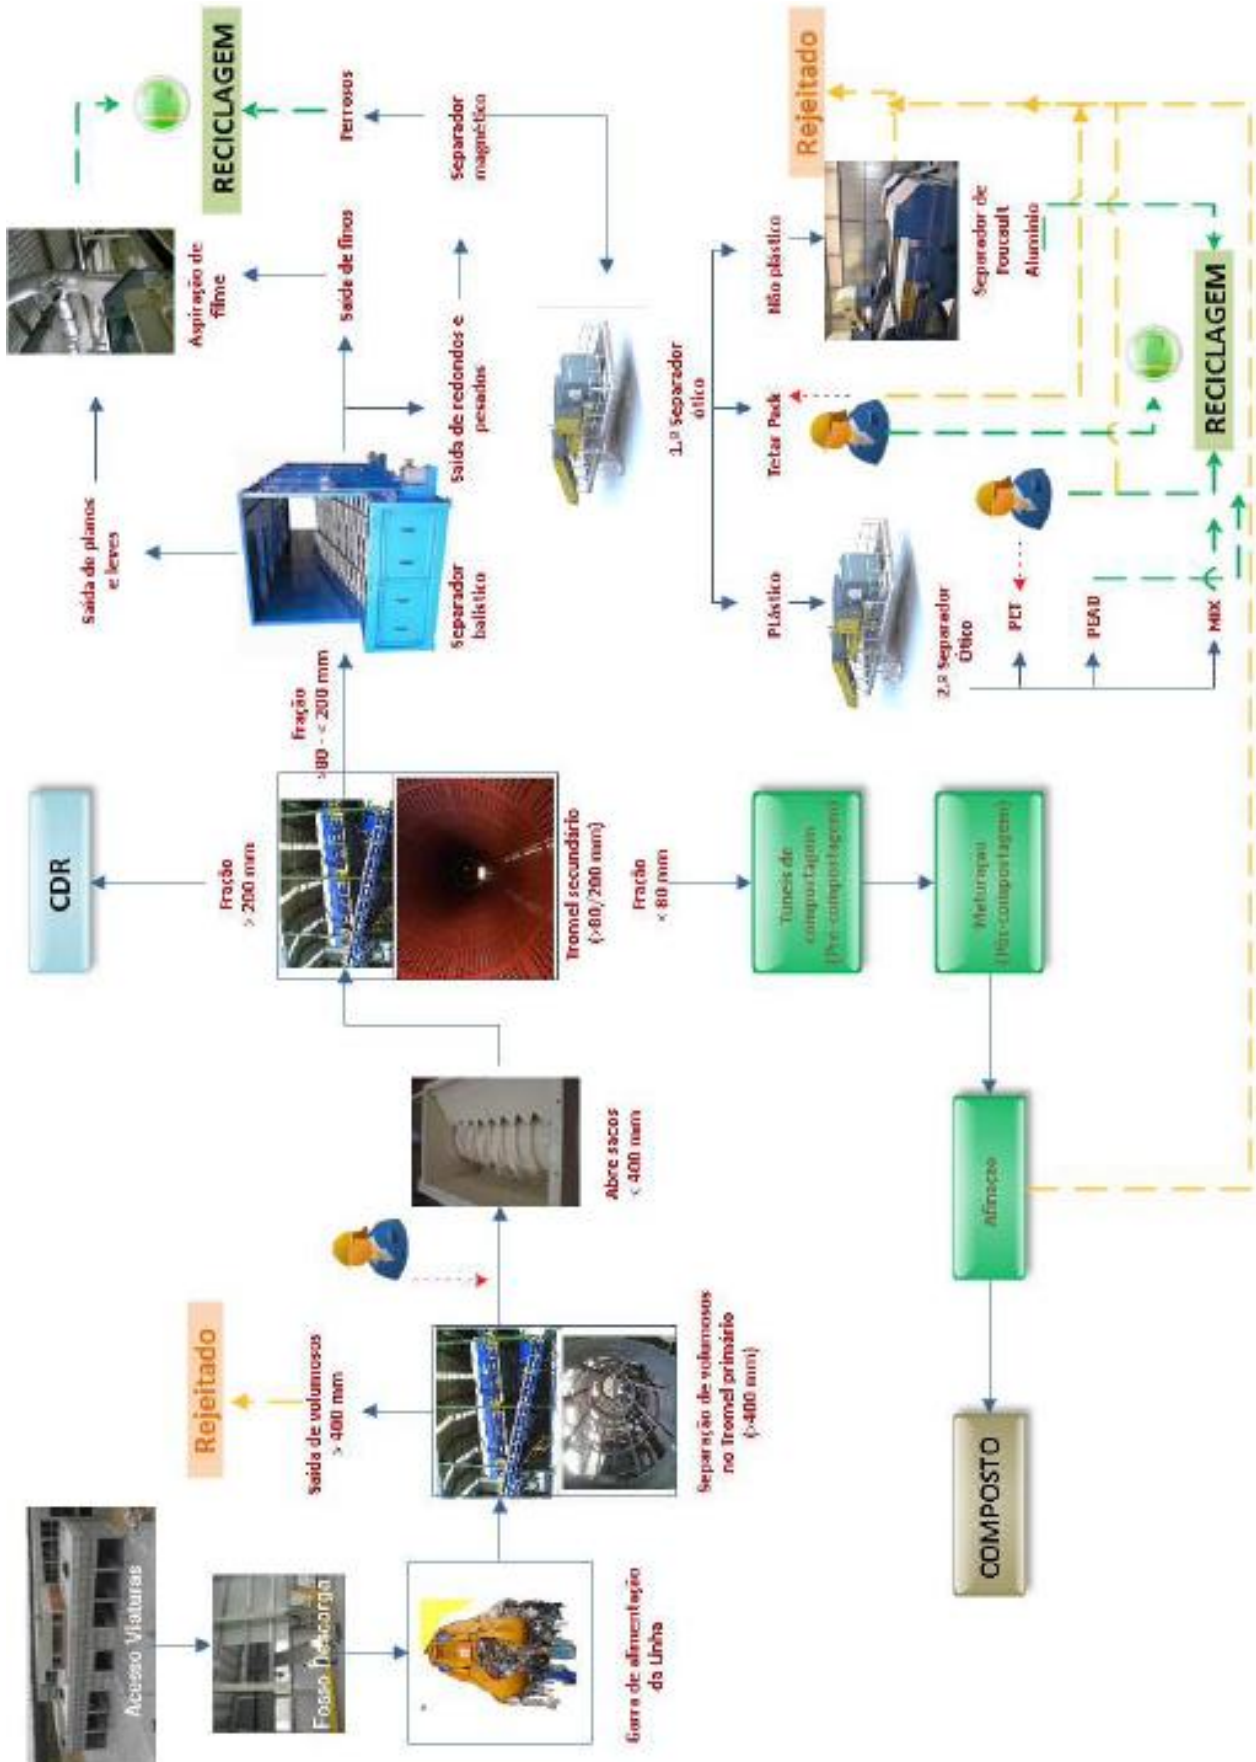 Acesso Viaturas
Fosso Descarga
Garra de alimentação
da Linha
Rejeitado
Saída de volumosos
> 400 mm
Separação de volumosos
no Tromel primário
(>400 mm)
Abre sacos
< 400 mm
CDR
Fração
> 200 mm
Tromel secundário
(>80/200 mm)
Fração
< 80 mm
Fração
>80 - < 200 mm
Tuneis de
compostagem
(Pré-compostagem)
(Pós-compostagem)
Afinação
COMPOSTO
Saída de planos
e leves
Separador
balístico
Aspiração de
filme
Saída de finos
Saída de redondos e
pesados
RECICLAGEM
Ferrosos
Separador
magnético
1.º Separador
ótico
Plástico
Tetar Pack
Não plástico
2.º Separador
Ótico
PET
PEAD
MIX
Rejeitado
Separador de
Foucault
Alumínio
RECICLAGEM